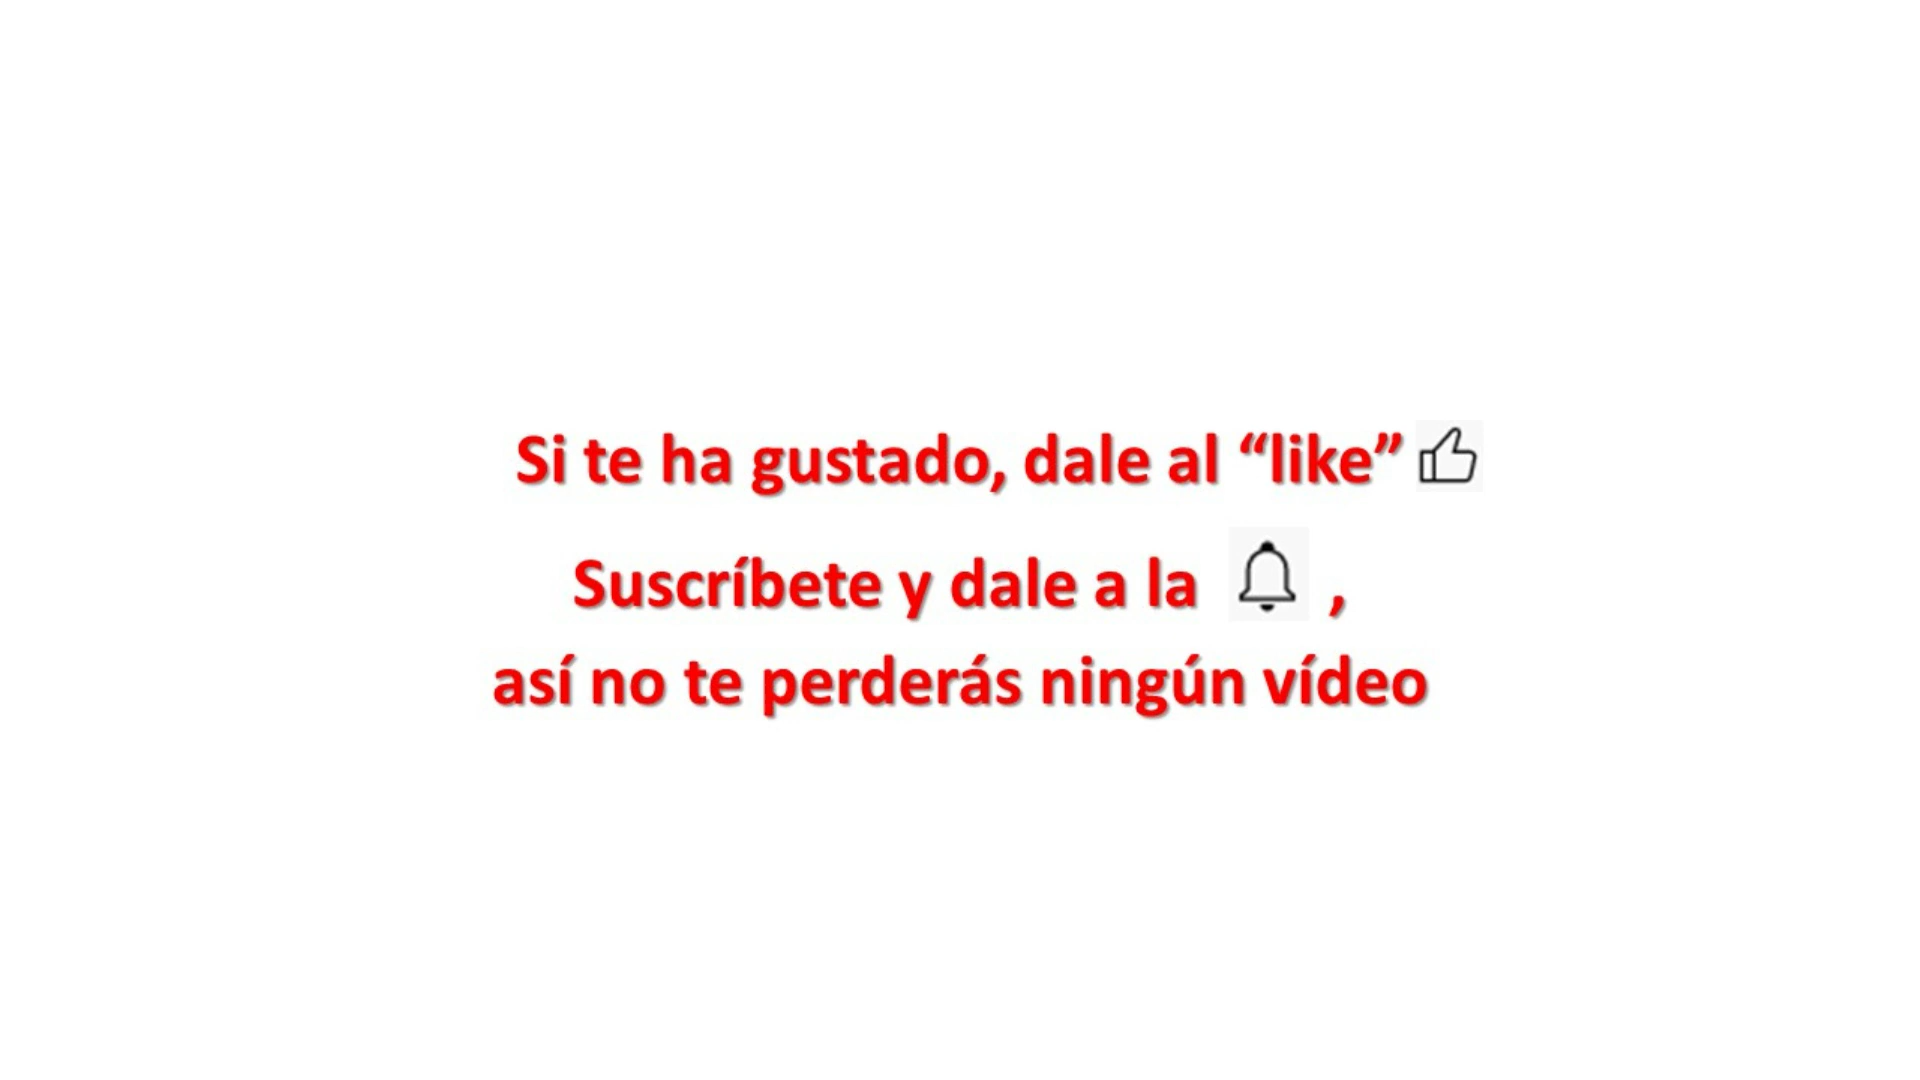 Si te ha gustado, dale al “like”
Suscríbete y dale a la ,
así no te perderás ningún vídeo